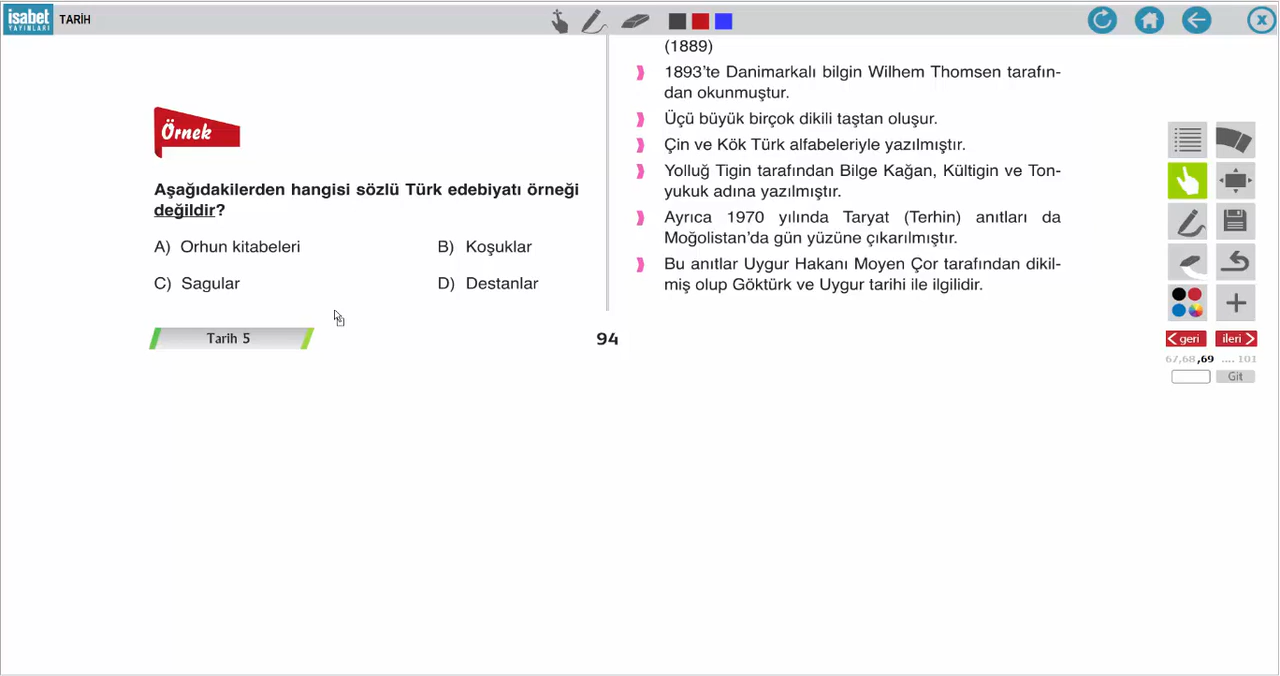 isabet
YAYINLARI
TARİH
Örnek
Aşağıdakilerden hangisi sözlü Türk edebiyatı örneği
değildir?
A) Orhun kitabeleri
B) Koşuklar
C) Sagular
D) Destanlar
Tarih 5
94
(1889)
1893’te Danimarkalı bilgin Wilhem Thomsen tarafın-
dan okunmuştur.
Üçü büyük birçok dikili taştan oluşur.
Çin ve Kök Türk alfabeleriyle yazılmıştır.
Yolluğ Tigin tarafından Bilge Kağan, Kültigin ve Ton-
yukuk adına yazılmıştır.
Ayrıca 1970 yılında Taryat (Terhin) anıtları da
Moğolistan’da gün yüzüne çıkarılmıştır.
Bu anıtlar Uygur Hakanı Moyen Çor tarafından dikil-
miş olup Göktürk ve Uygur tarihi ile ilgilidir.
geri
ileri
67,68,69 .... 101
Git